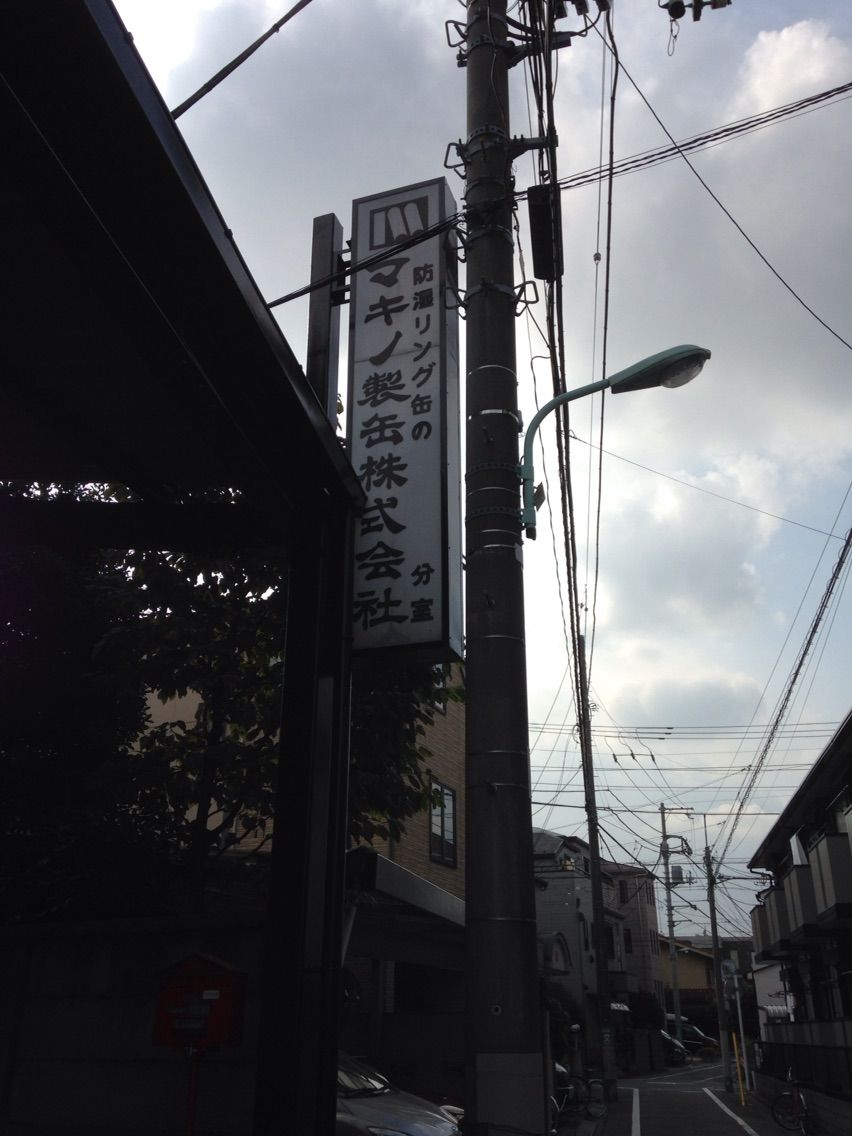 防湿リング缶の
マキノ製缶株式会社
分室